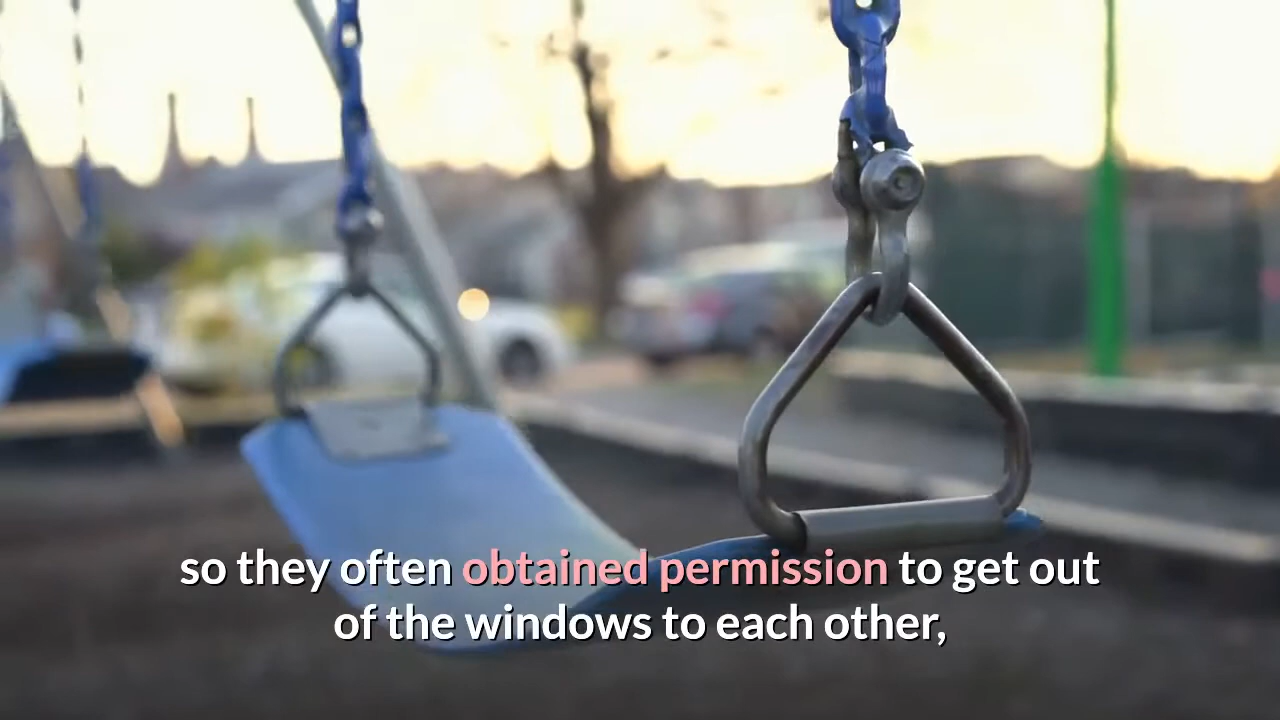 so they often obtained permission to get out
of the windows to each other,